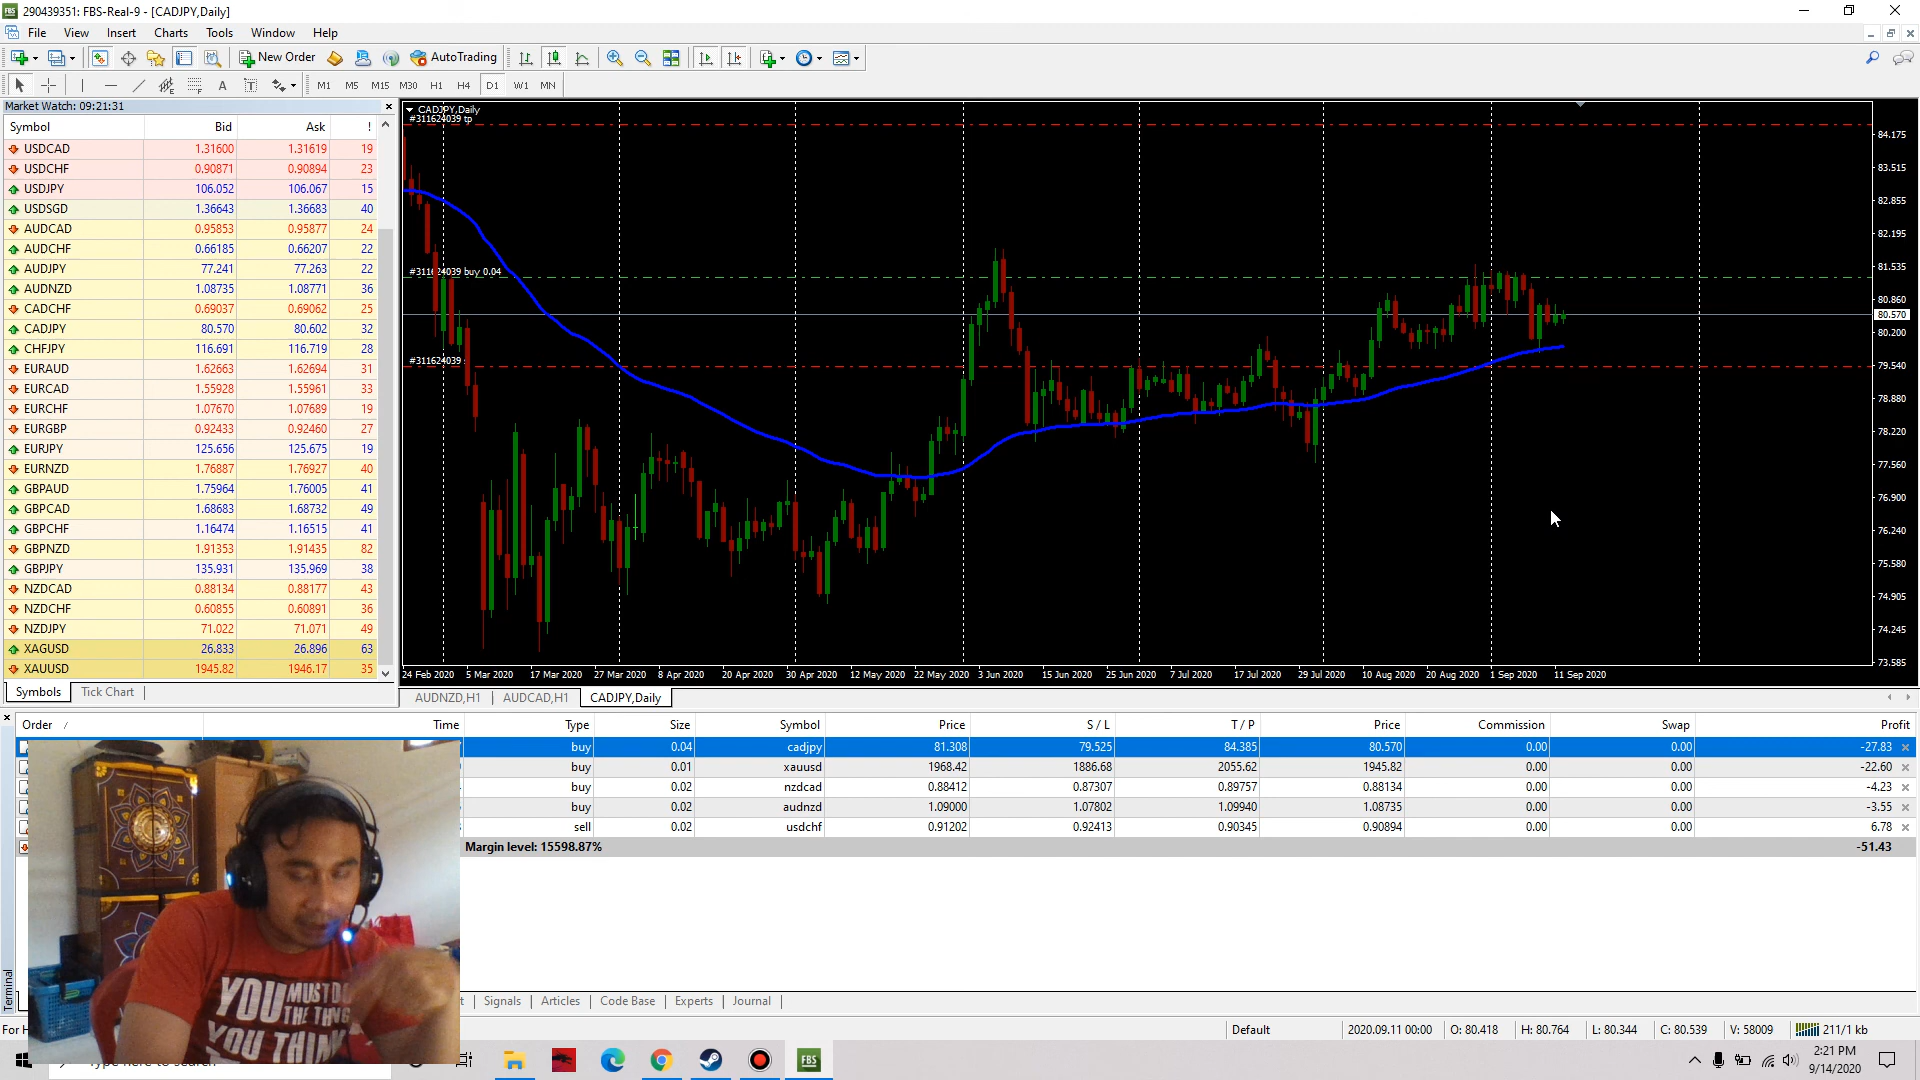 290439351: FBS-Real-9 - [CADJPY,Daily]
File View Insert Charts Tools Window Help
New Order AutoTrading
A T M1 M5 M15 M30 H1 H4 D1 W1 MN
Market Watch: 09:21:31
Symbol Bid Ask !
USDCAD 1.31600 1.31619 19
USDCHF 0.90871 0.90894 23
USDJPY 106.052 106.067 15
USDSGD 1.36643 1.36683 40
AUDCAD 0.95853 0.95877 24
AUDCHF 0.66185 0.66207 22
AUDJPY 77.241 77.263 22
AUDNZD 1.08735 1.08771 36
CADCHF 0.69037 0.69062 25
CADJPY 80.570 80.602 32
CHFJPY 116.691 116.719 28
EURAUD 1.62663 1.62694 31
EURCAD 1.55928 1.55961 33
EURCHF 1.07670 1.07689 19
EURGBP 0.92433 0.92460 27
EURJPY 125.656 125.675 19
EURNZD 1.76887 1.76927 40
GBPAUD 1.75964 1.76005 41
GBPCAD 1.68683 1.68732 49
GBPCHF 1.16474 1.16515 41
GBPNZD 1.91353 1.91435 82
GBPJPY 135.931 135.969 38
NZDCAD 0.88134 0.88177 43
NZDCHF 0.60855 0.60891 36
NZDJPY 71.022 71.071 49
XAGUSD 26.833 26.896 63
XAUUSD 1945.82 1946.17 35
Symbols Tick Chart
CADJPY,Daily
#311624039 tp
#311624039 buy 0.04
#311624039 s
84.175
83.515
82.855
82.195
81.535
80.860
80.570
80.200
79.540
78.880
78.220
77.560
76.900
76.240
75.580
74.905
74.245
73.585
24 Feb 2020 5 Mar 2020 17 Mar 2020 27 Mar 2020 8 Apr 2020 20 Apr 2020 30 Apr 2020 12 May 2020 22 May 2020 3 Jun 2020 15 Jun 2020 25 Jun 2020 7 Jul 2020 17 Jul 2020 29 Jul 2020 10 Aug 2020 20 Aug 2020 1 Sep 2020 11 Sep 2020
AUDNZD,H1 AUDCAD,H1 CADJPY,Daily
Order / Time Type Size Symbol Price S / L T / P Price Commission Swap Profit
buy 0.04 cadjpy 81.308 79.525 84.385 80.570 0.00 0.00 -27.83
buy 0.01 xauusd 1968.42 1886.68 2055.62 1945.82 0.00 0.00 -22.60
buy 0.02 nzdcad 0.88412 0.87307 0.89757 0.88134 0.00 0.00 -4.23
buy 0.02 audnzd 1.09000 1.07802 1.09940 1.08735 0.00 0.00 -3.55
sell 0.02 usdchf 0.91202 0.92413 0.90345 0.90894 0.00 0.00 6.78
Margin level: 15598.87% -51.43
Terminal
YOU MUST DO
THE THING
YOU THINK
Signals Articles Code Base Experts Journal
For H Default 2020.09.11 00:00 O: 80.418 H: 80.764 L: 80.344 C: 80.539 V: 58009 211/1 kb
Type here to search
FBS
2:21 PM
9/14/2020